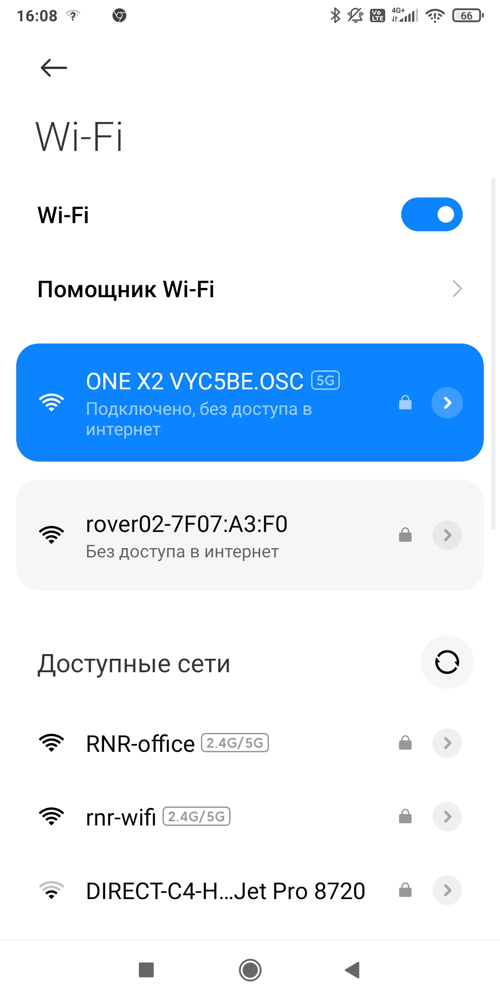 16:08
Vo LTE
4G+
66
Wi-Fi
Wi-Fi
Помощник Wi-Fi
ONE X2 VYC5BE.OSC 5G
Подключено, без доступа в
интернет
rover02-7F07:A3:F0
Без доступа в интернет
Доступные сети
RNR-office 2.4G/5G
rnr-wifi 2.4G/5G
DIRECT-C4-H...Jet Pro 8720